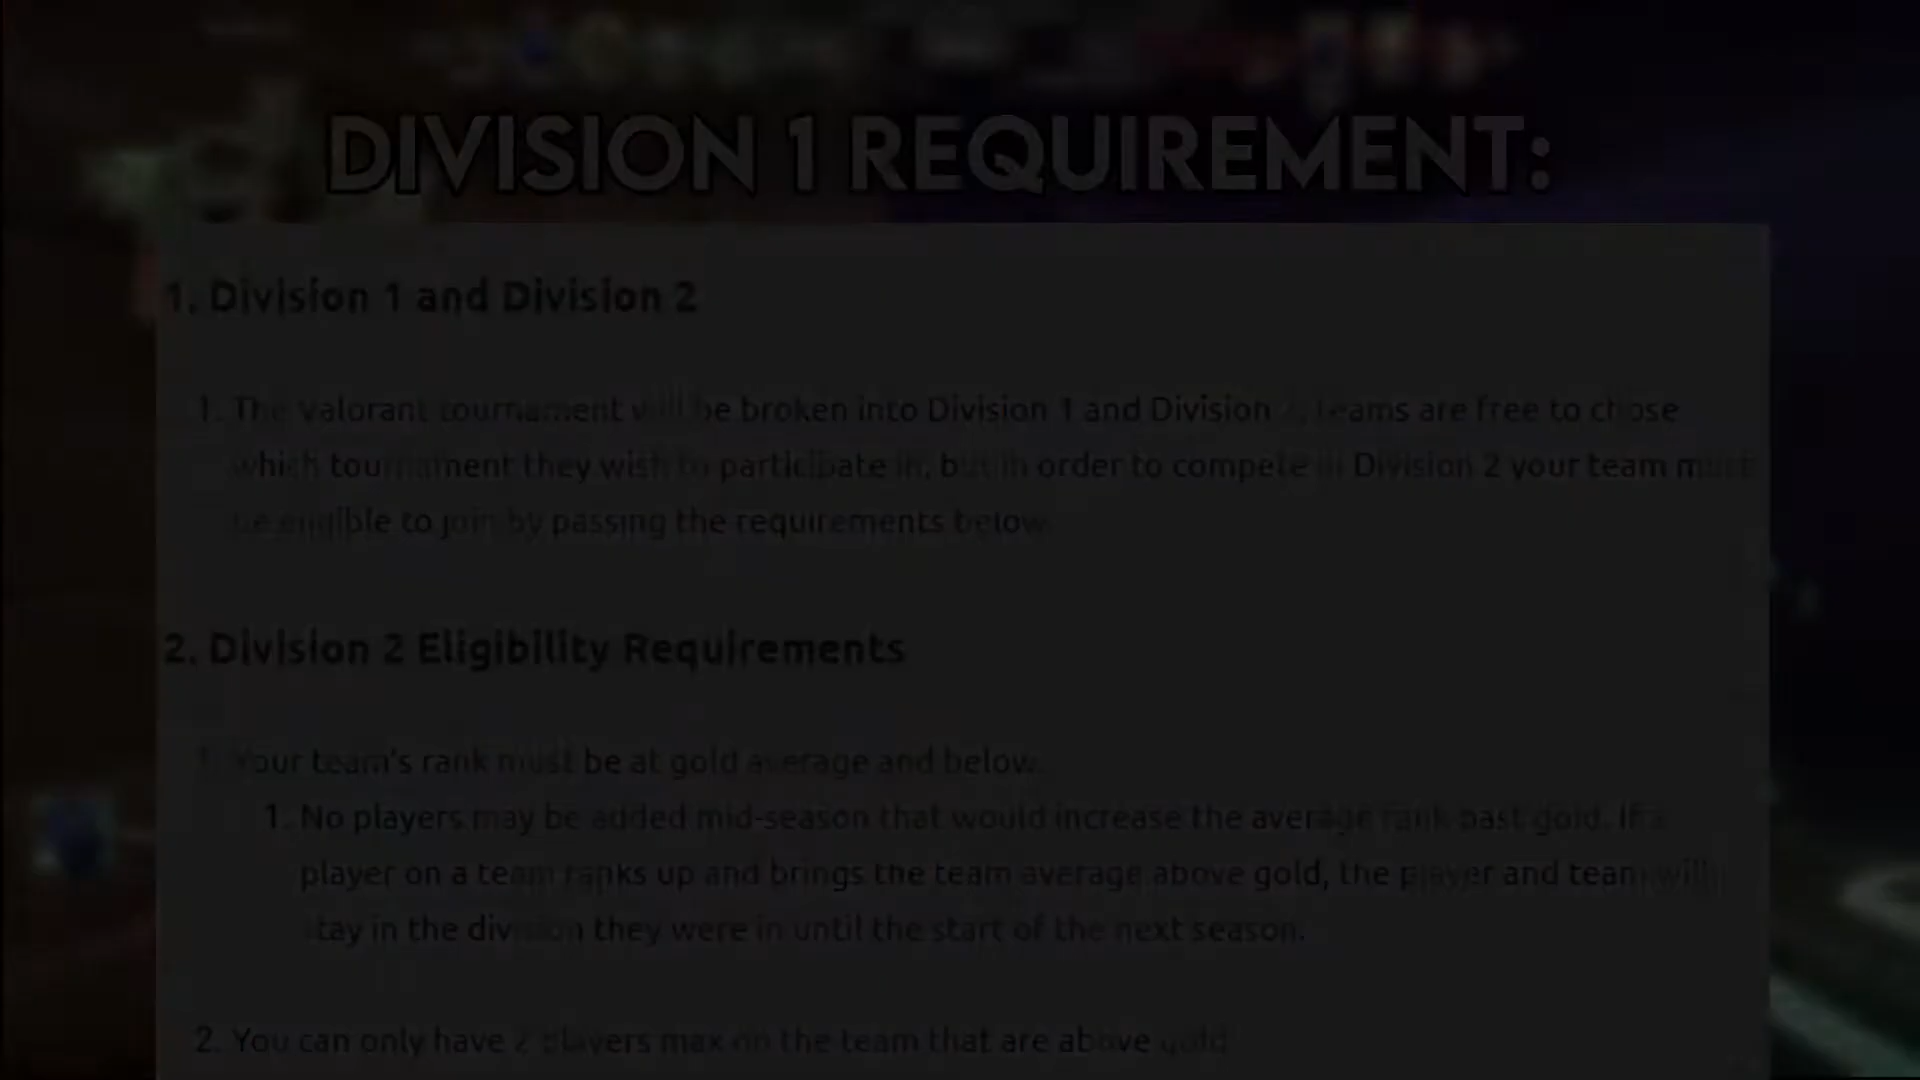 DIVISION 1 REQUIREMENT:
1. Division 1 and Division 2
1. The valorant tournament will be broken into Division 1 and Division 2, teams are free to chose
which tournament they wish to participate in, but in order to compete in Division 2 your team must
be eligible to join by passing the requirements below.
2. Division 2 Eligibility Requirements
1. Your team's rank must be at gold average and below.
1. No players may be added mid-season that would increase the average rank past gold. If a
player on a team ranks up and brings the team average above gold, the player and team will
stay in the division they were in until the start of the next season.
2. You can only have 2 players max on the team that are above gold